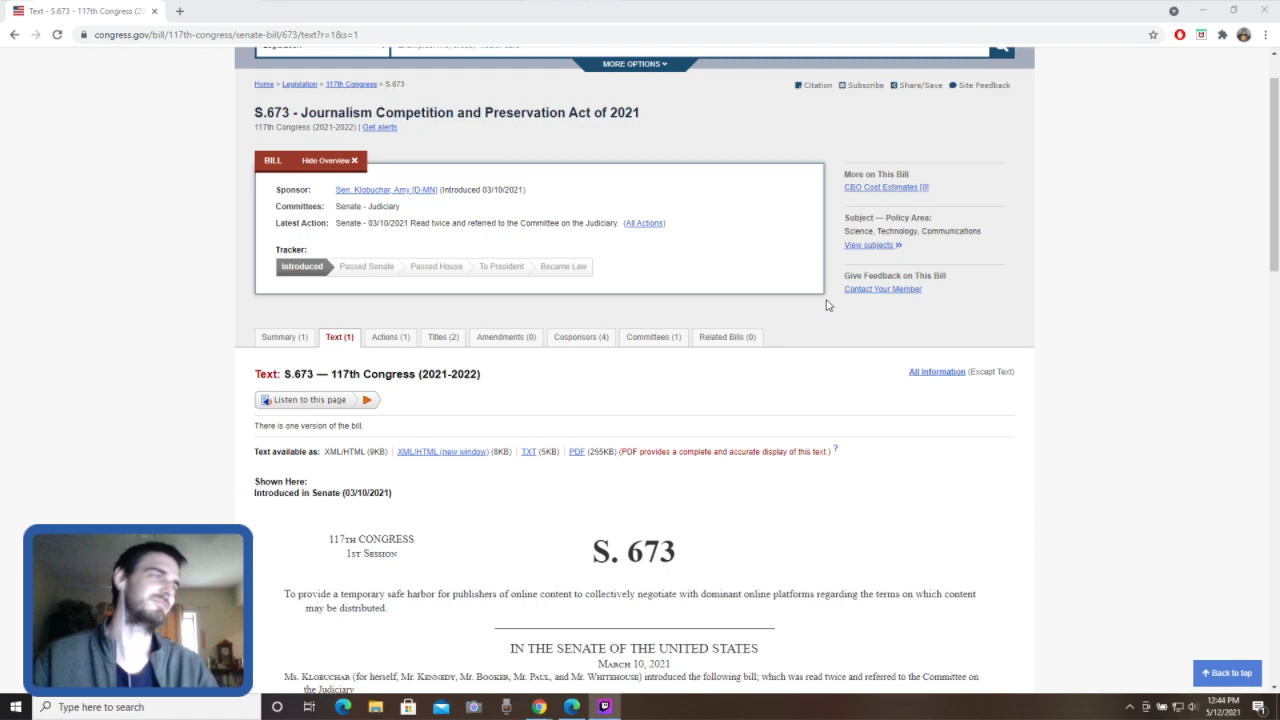 Text - S.673 - 117th Congress (20
congress.gov/bill/117th-congress/senate-bill/673/text?r=1&s=1
MORE OPTIONS
Home > Legislation > 117th Congress > S.673
Citation Subscribe Share/Save Site Feedback
S.673 - Journalism Competition and Preservation Act of 2021
117th Congress (2021-2022) | Get alerts
BILL Hide Overview X
More on This Bill
CBO Cost Estimates [0]
Sponsor: Sen. Klobuchar, Amy [D-MN] (Introduced 03/10/2021)
Committees: Senate - Judiciary
Latest Action: Senate - 03/10/2021 Read twice and referred to the Committee on the Judiciary. (All Actions)
Subject — Policy Area:
Science, Technology, Communications
View subjects »
Tracker:
Introduced Passed Senate Passed House To President Became Law
Give Feedback on This Bill
Contact Your Member
Summary (1) Text (1) Actions (1) Titles (2) Amendments (0) Cosponsors (4) Committees (1) Related Bills (0)
Text: S.673 — 117th Congress (2021-2022)
All Information (Except Text)
Listen to this page
There is one version of the bill.
Text available as: XML/HTML (9KB) | XML/HTML (new window) (8KB) | TXT (5KB) | PDF (255KB) (PDF provides a complete and accurate display of this text.) ?
Shown Here:
Introduced in Senate (03/10/2021)
117TH CONGRESS
1ST SESSION
S. 673
To provide a temporary safe harbor for publishers of online content to collectively negotiate with dominant online platforms regarding the terms on which content
may be distributed.
IN THE SENATE OF THE UNITED STATES
MARCH 10, 2021
Ms. KLOBUCHAR (for herself, Mr. KENNEDY, Mr. BOOKER, Mr. PAUL, and Mr. WHITEHOUSE) introduced the following bill; which was read twice and referred to the Committee on
the Judiciary
Back to top
Type here to search
12:44 PM
5/12/2021